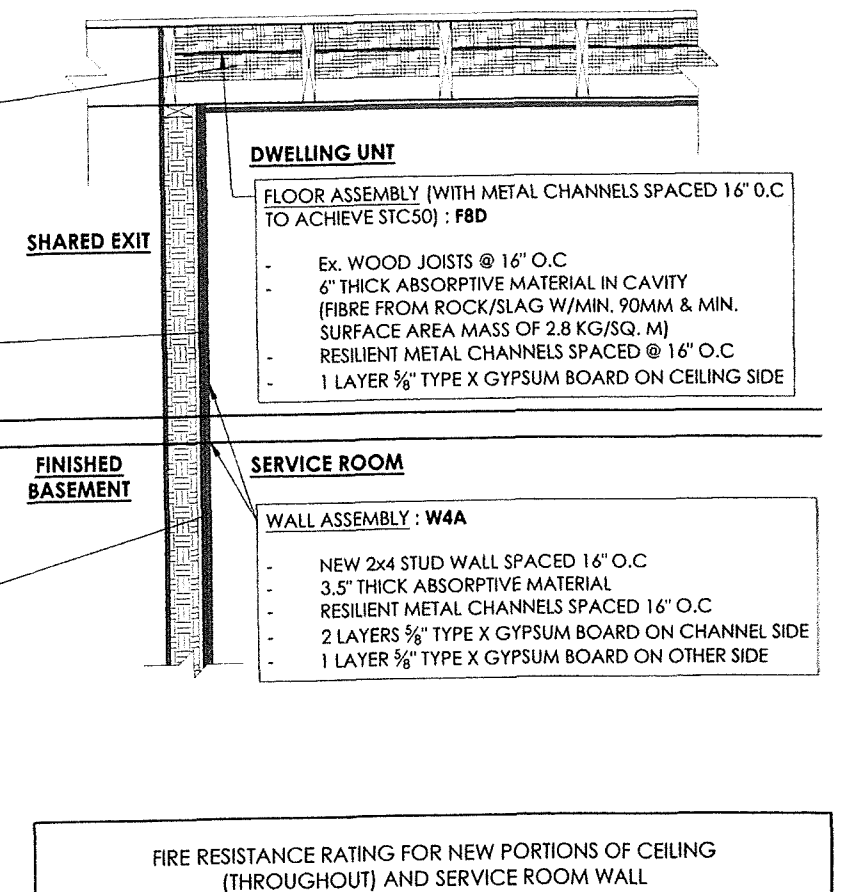 DWELLING UNT
FLOOR ASSEMBLY (WITH METAL CHANNELS SPACED 16" 0.C
TO ACHIEVE STC50) : F8D
- Ex. WOOD JOISTS @ 16" O.C
- 6" THICK ABSORPTIVE MATERIAL IN CAVITY
(FIBRE FROM ROCK/SLAG W/MIN. 90MM & MIN.
SURFACE AREA MASS OF 2.8 KG/SQ. M)
- RESILIENT METAL CHANNELS SPACED @ 16" O.C
- 1 LAYER ⅝" TYPE X GYPSUM BOARD ON CEILING SIDE
SHARED EXIT
FINISHED
BASEMENT
SERVICE ROOM
WALL ASSEMBLY : W4A
- NEW 2x4 STUD WALL SPACED 16" O.C
- 3.5" THICK ABSORPTIVE MATERIAL
- RESILIENT METAL CHANNELS SPACED 16" O.C
- 2 LAYERS ⅝" TYPE X GYPSUM BOARD ON CHANNEL SIDE
- 1 LAYER ⅝" TYPE X GYPSUM BOARD ON OTHER SIDE
FIRE RESISTANCE RATING FOR NEW PORTIONS OF CEILING
(THROUGHOUT) AND SERVICE ROOM WALL